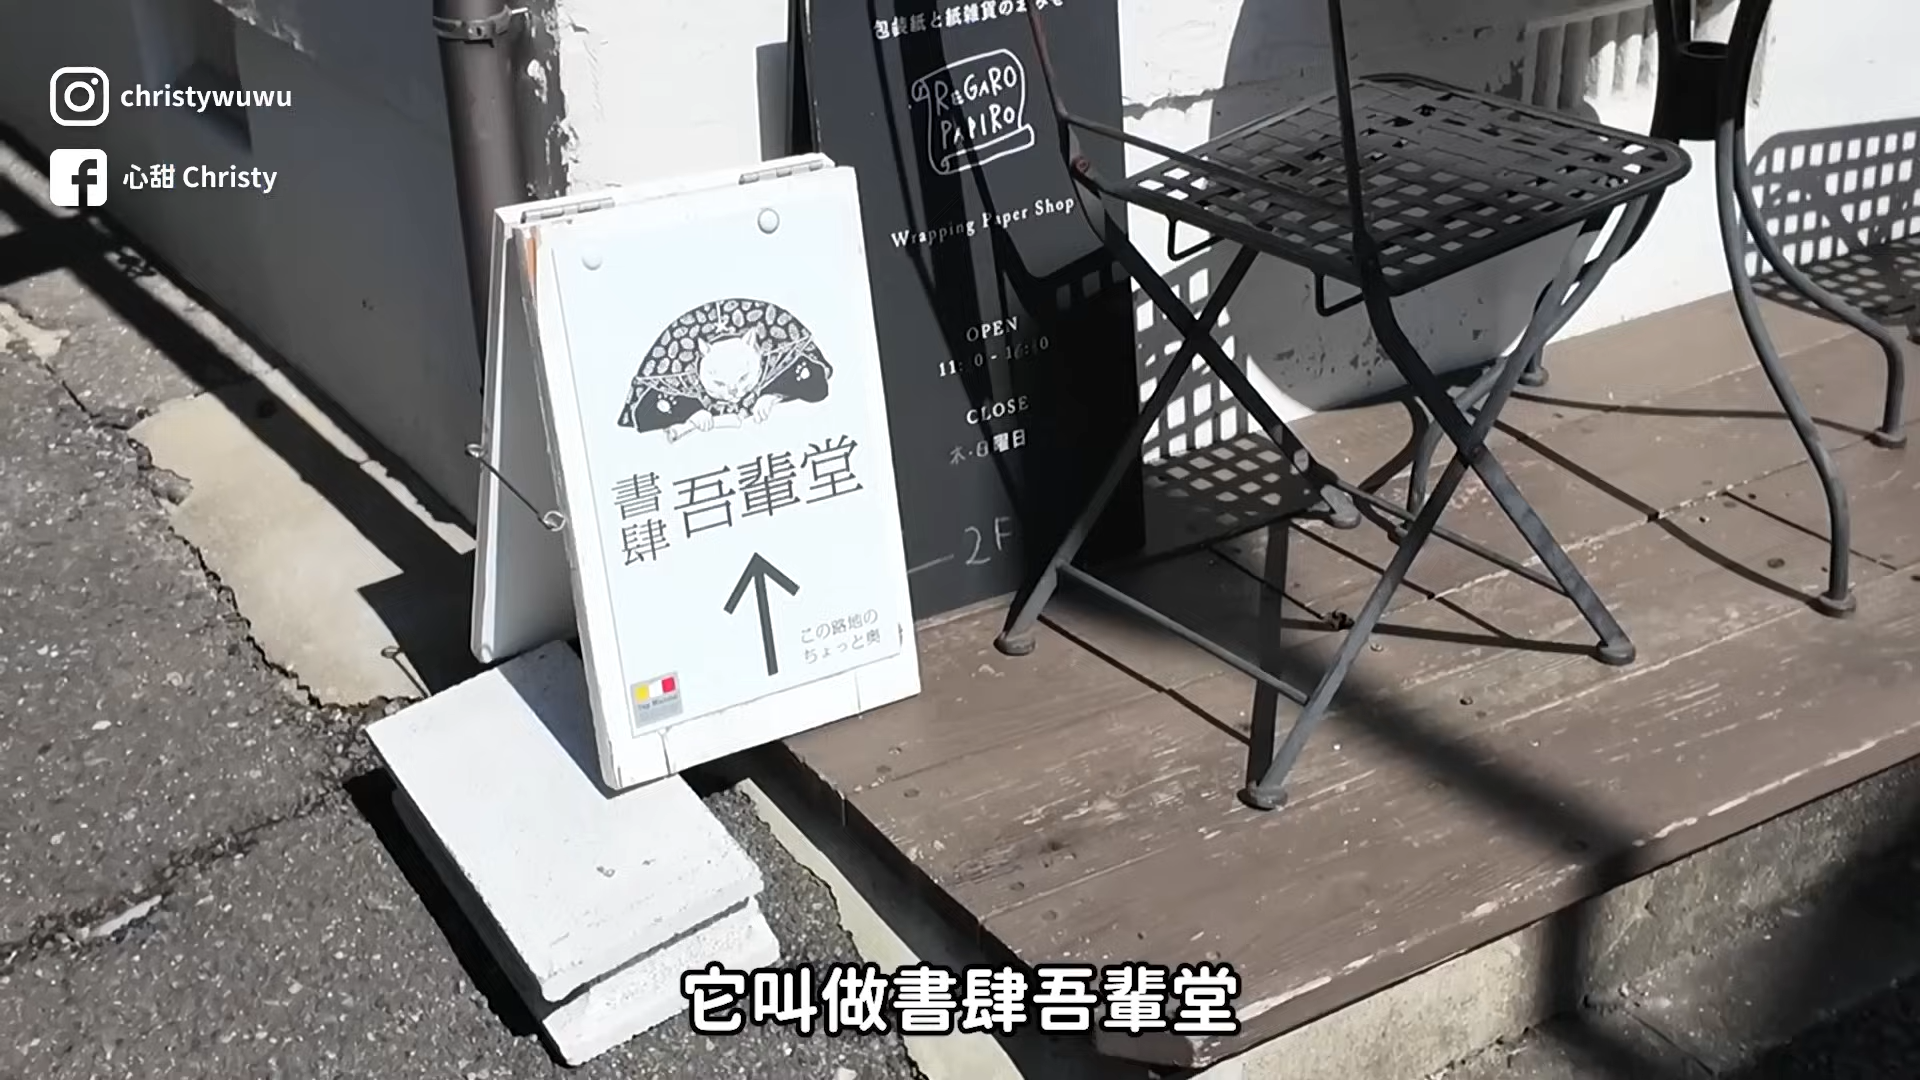 christywuwu
心甜 Christy
包装紙と紙雑貨の
REGARO
PAPIRO
Wrapping Paper Shop
OPEN
CLOSE
木·日曜日
2F
書肆 吾輩堂
この路地の
ちょっと奥
它叫做書肆吾輩堂